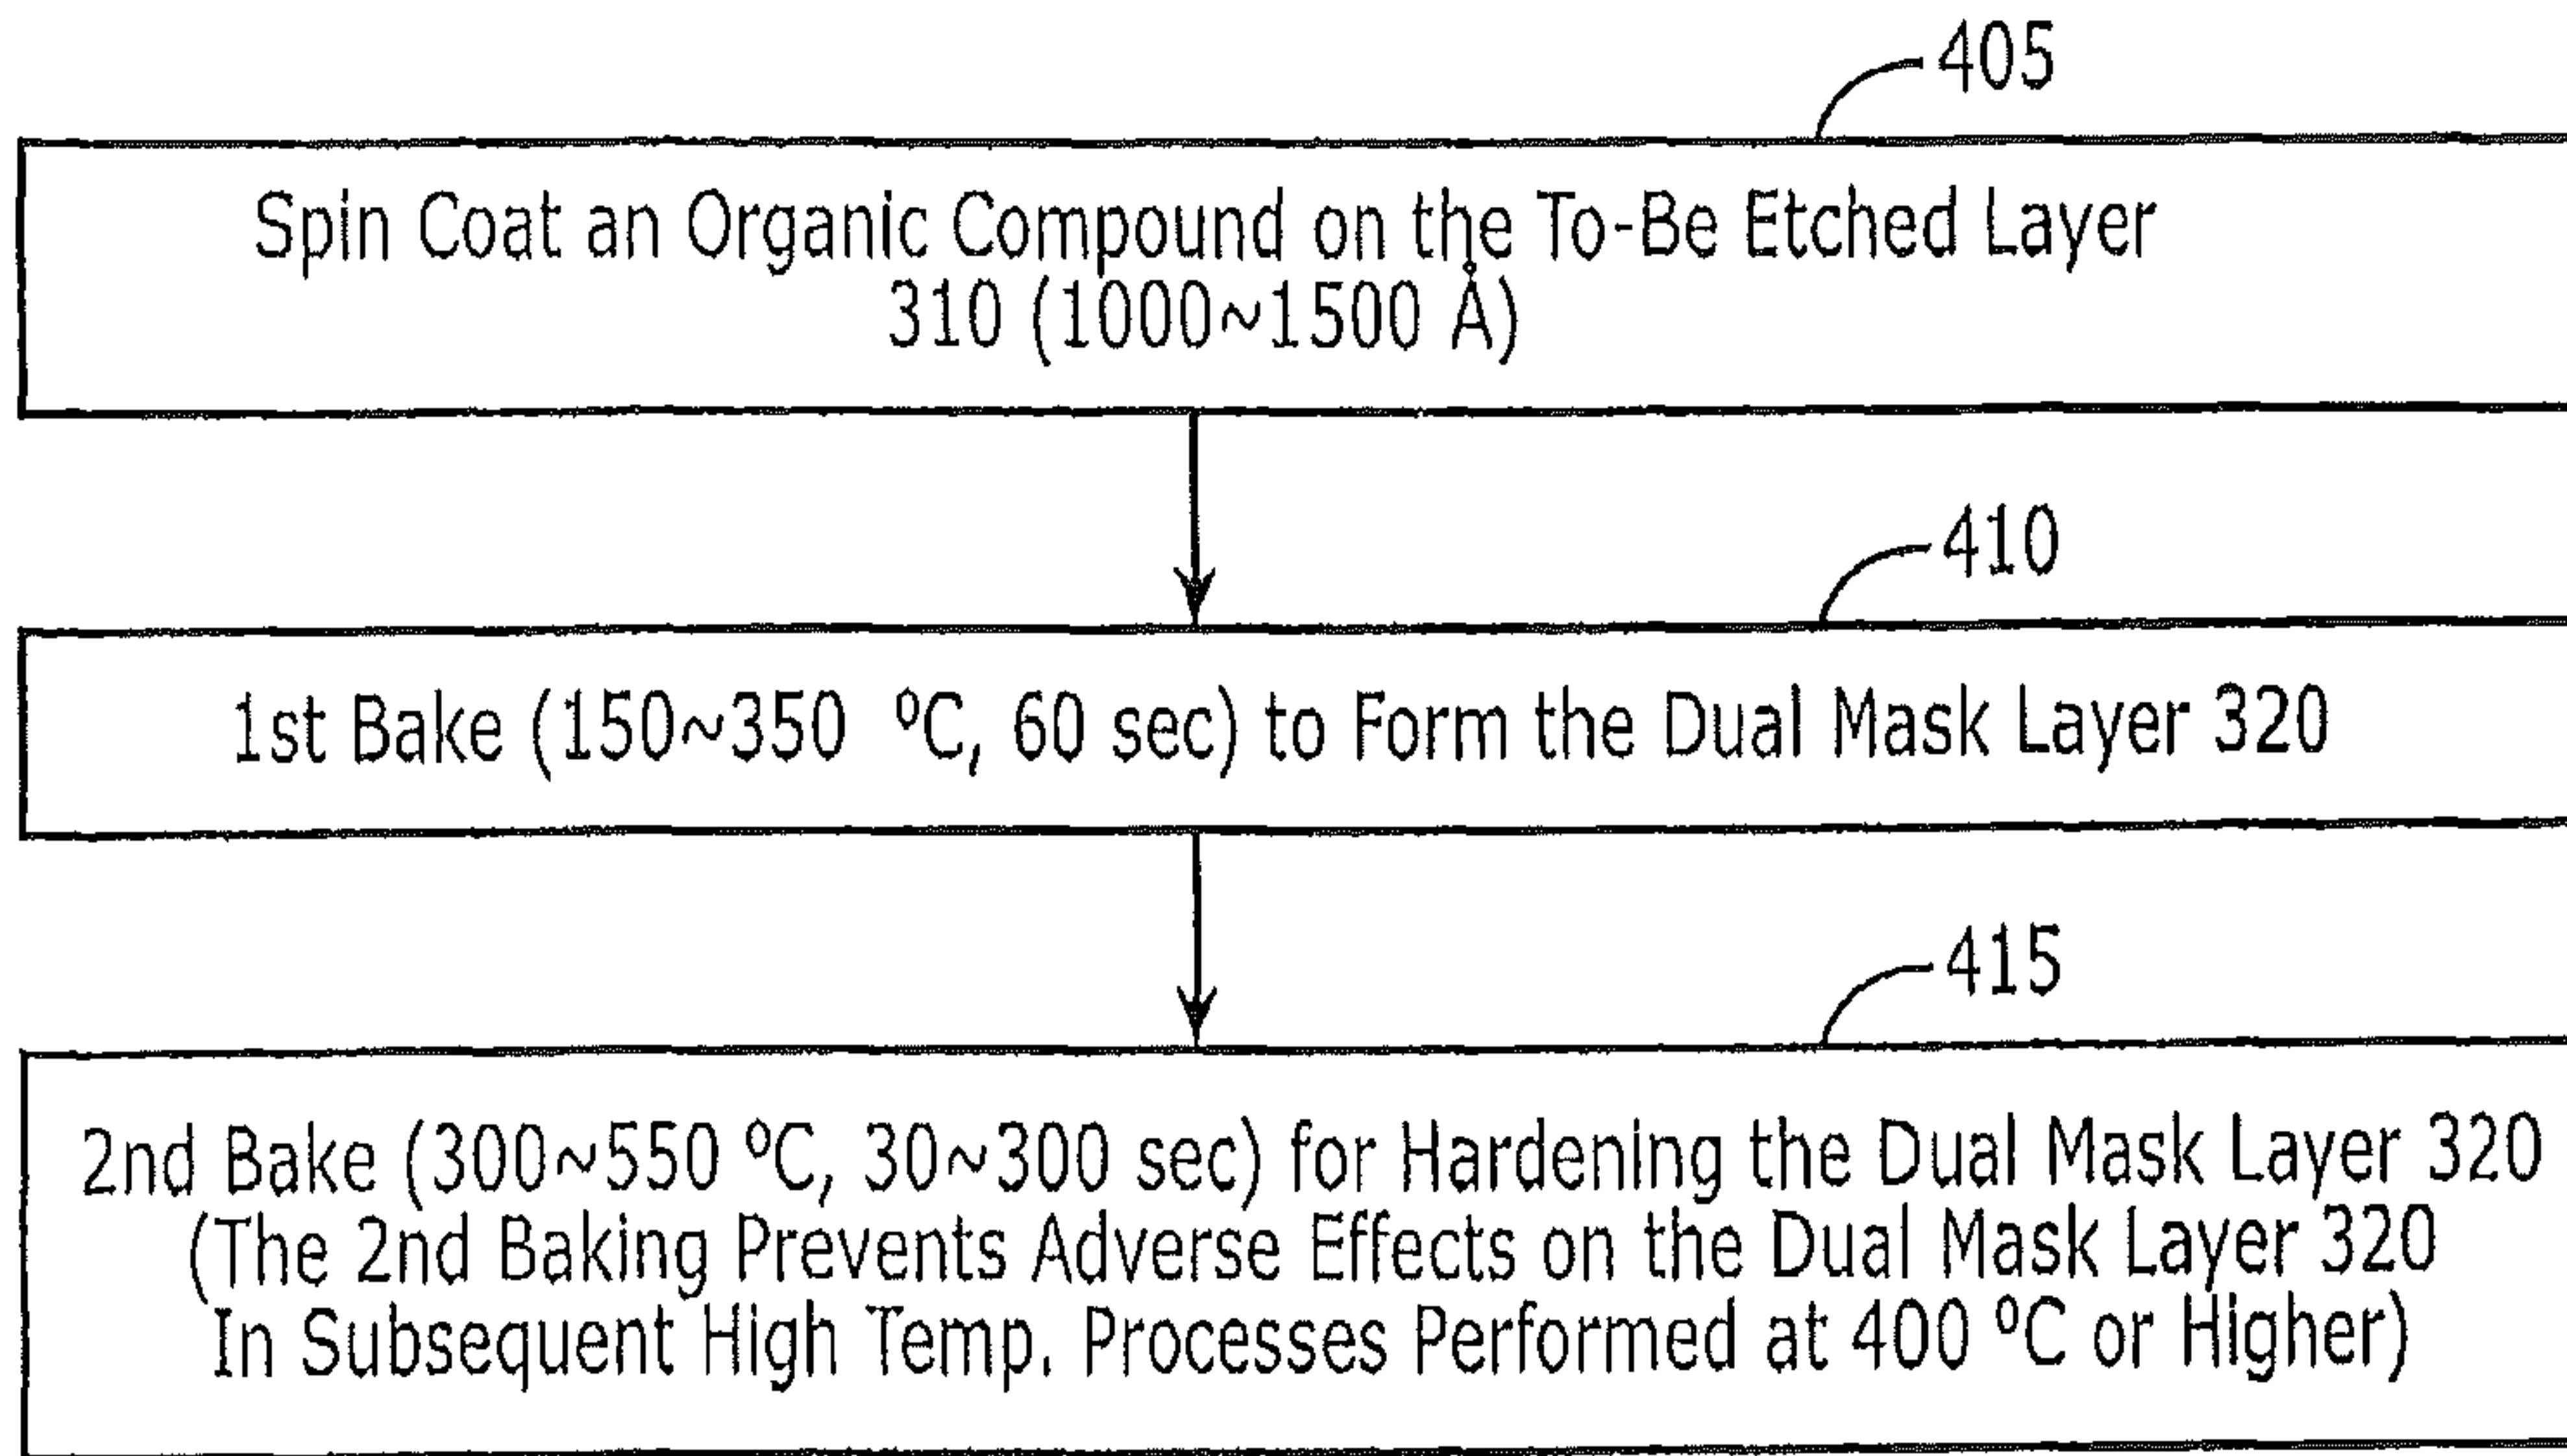 405
Spin Coat an Organic Compound on the To-Be Etched Layer
310 (1000~1500 Å)
410
1st Bake (150~350 ºC, 60 sec) to Form the Dual Mask Layer 320
415
2nd Bake (300~550 ºC, 30~300 sec) for Hardening the Dual Mask Layer 320
(The 2nd Baking Prevents Adverse Effects on the Dual Mask Layer 320
In Subsequent High Temp. Processes Performed at 400 ºC or Higher)